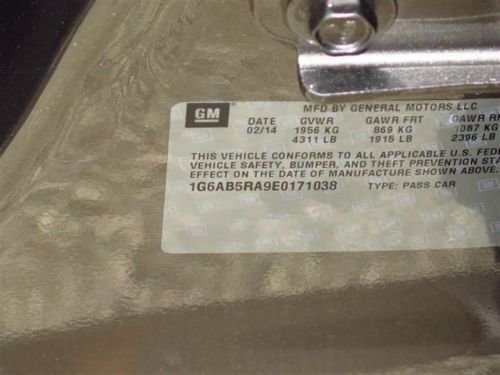 GM MFD BY GENERAL MOTORS LLC
DATE GVWR GAWR FRT GAWR
02/14 1956 KG 869 KG 1087 KG
4311 LB 1915 LB 2396 LB
THIS VEHICLE CONFORMS TO ALL APPLICABLE U.S.
VEHICLE SAFETY, BUMPER, AND THEFT PREVENTION
EFFECT ON THE DATE OF MANUFACTURE SHOWN ABOVE.
1G6AB5RA9E0171038 TYPE: PASS CAR